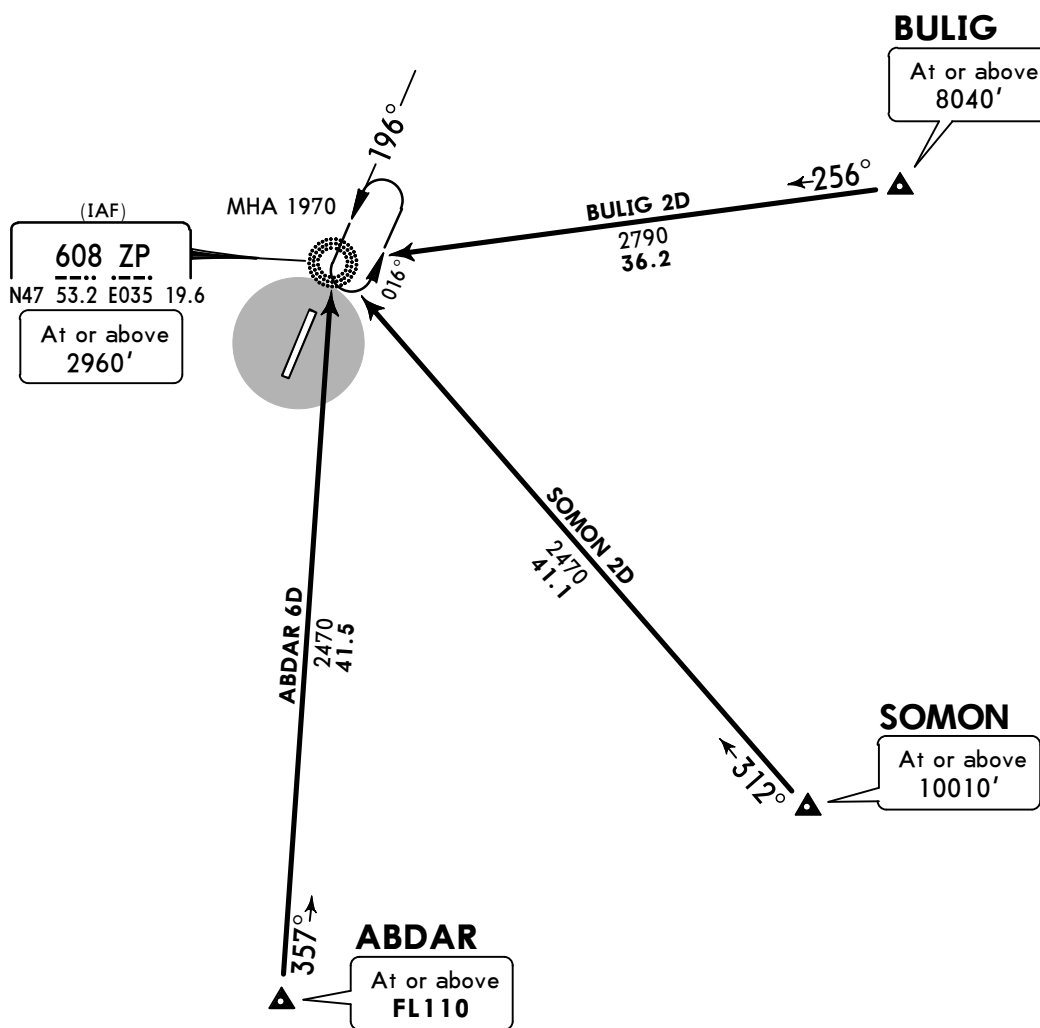 BULIG
At or above
8040'
196°
256°
MHA 1970
BULIG 2D
2790
36.2
(IAF)
608 ZP
N47 53.2 E035 19.6
016°
At or above
2960'
SOMON 2D
2470
41.1
ABDAR 6D
2470
41.5
SOMON
At or above
10010'
312°
357°
ABDAR
At or above
FL110